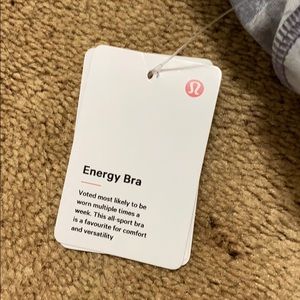 Energy Bra
Voted most likely to be
worn multiple times a
week. This all-sport bra
is a favourite for comfort
and versatility